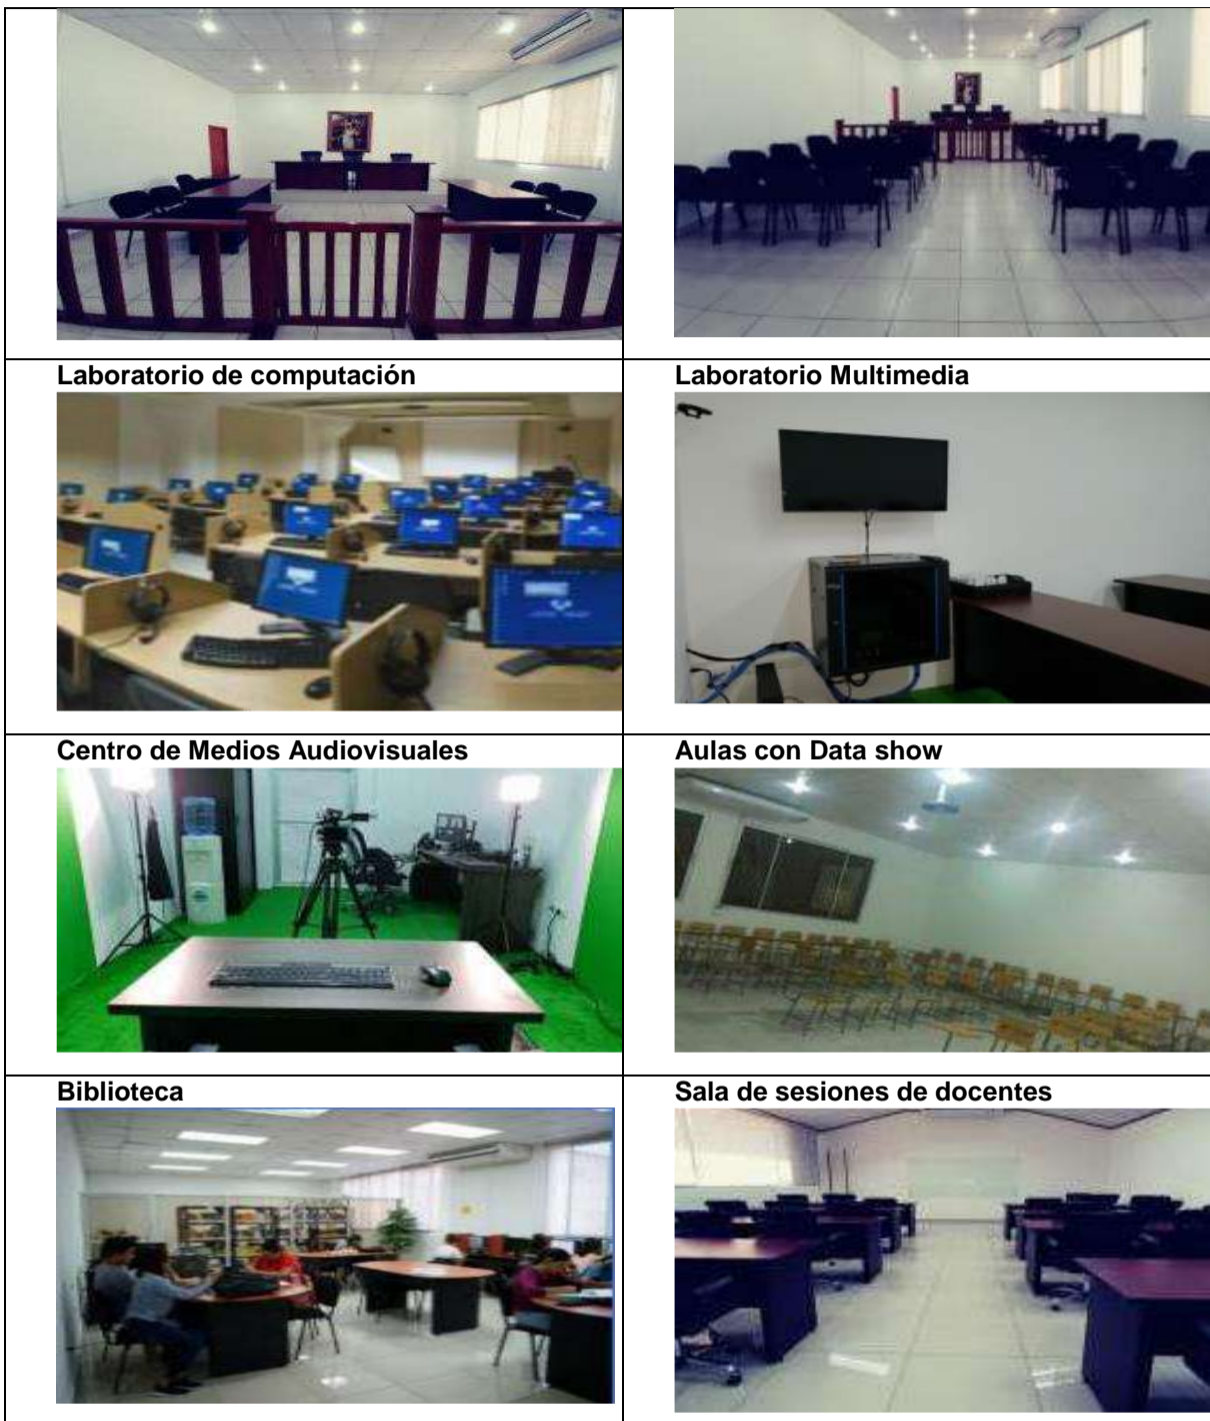 Laboratorio de computación
Laboratorio Multimedia
Centro de Medios Audiovisuales
Aulas con Data show
Biblioteca
Sala de sesiones de docentes